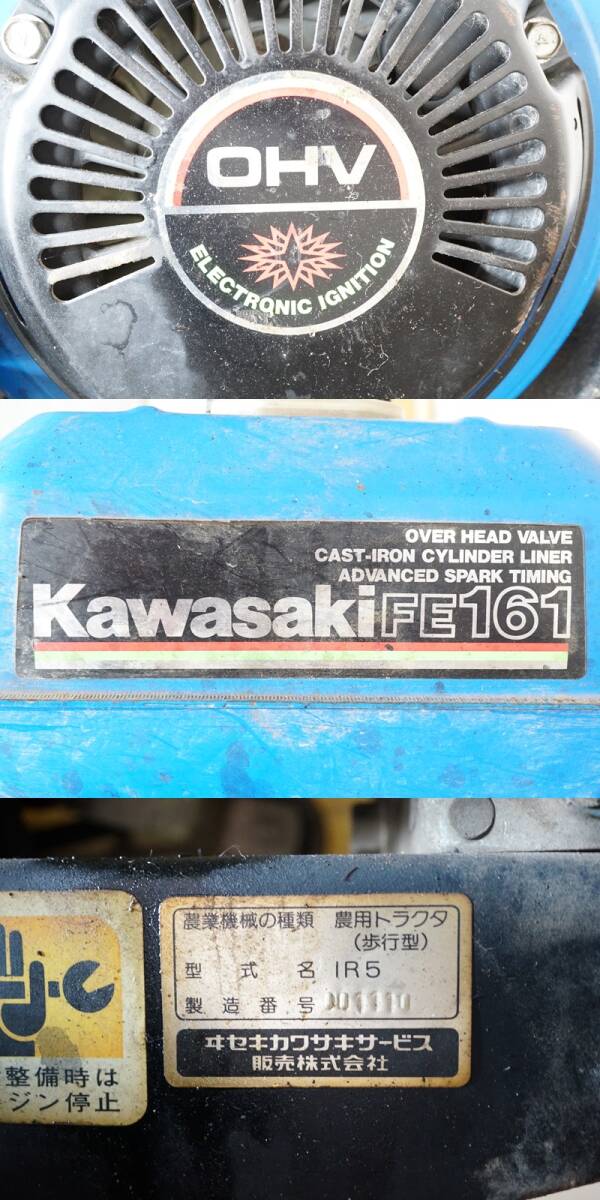 OHV
ELECTRONIC IGNITION
OVER HEAD VALVE
CAST-IRON CYLINDER LINER
ADVANCED SPARK TIMING
Kawasaki FE161
農業機械の種類 農用トラクタ
(歩行型)
型式名 IR5
製造番号
ヰセキカワサキサービス
販売株式会社
整備時は
ジン停止